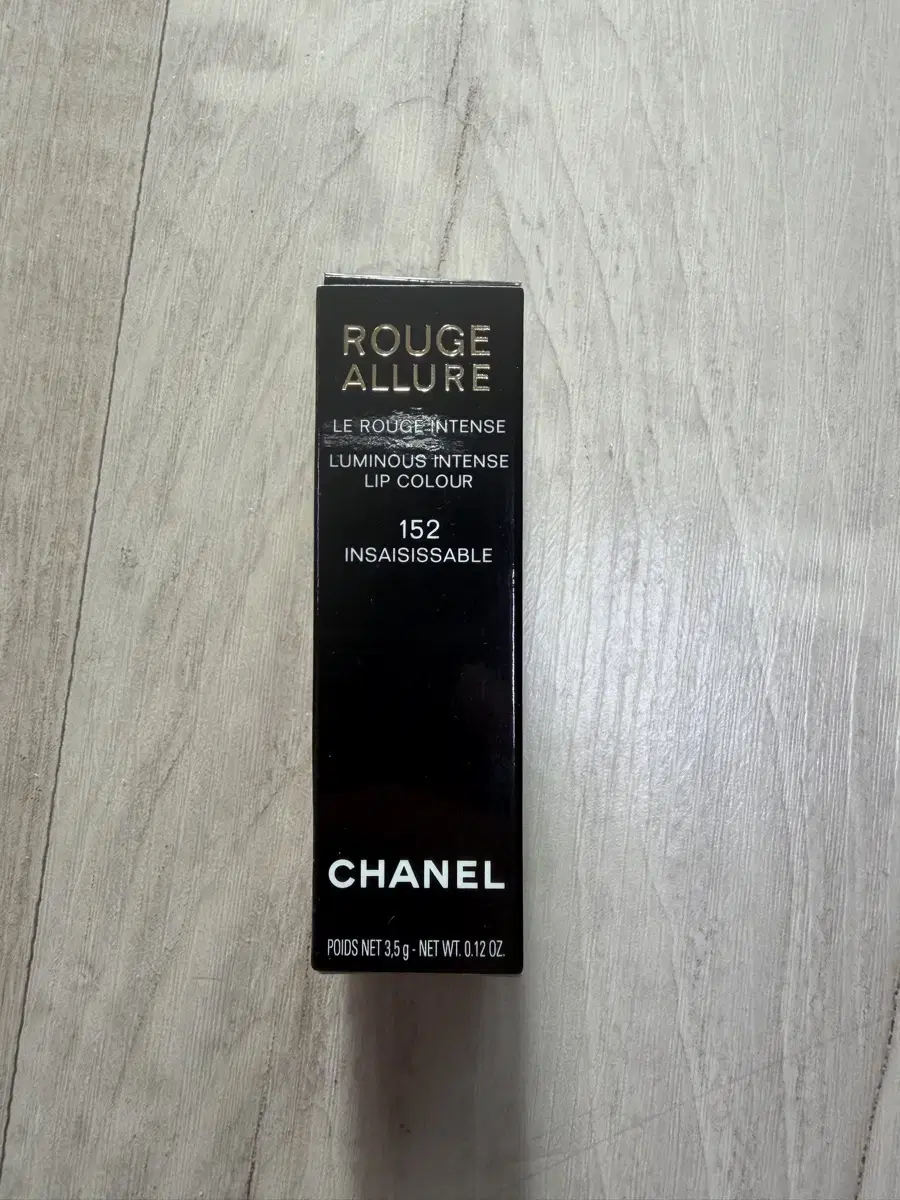 ROUGE
ALLURE
LE ROUGE INTENSE
LUMINOUS INTENSE
LIP COLOUR
152
INSAISISSABLE
CHANEL
POIDS NET 3,5 g - NET WT. 0.12 OZ.